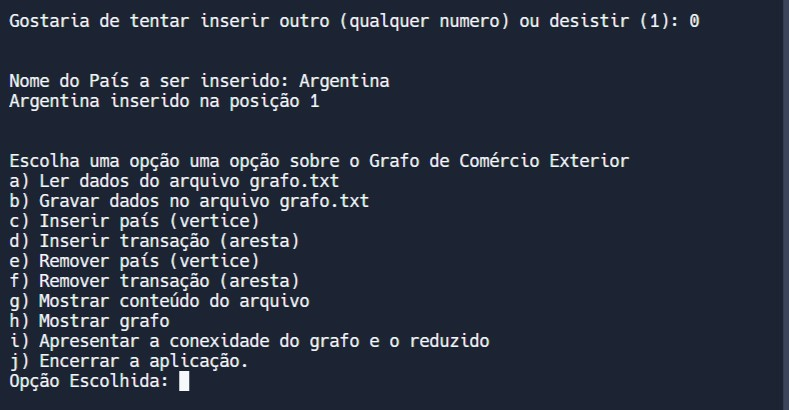 Gostaria de tentar inserir outro (qualquer numero) ou desistir (1): 0
Nome do País a ser inserido: Argentina
Argentina inserido na posição 1
Escolha uma opção uma opção sobre o Grafo de Comércio Exterior
a) Ler dados do arquivo grafo.txt
b) Gravar dados no arquivo grafo.txt
c) Inserir país (vertice)
d) Inserir transação (aresta)
e) Remover país (vertice)
f) Remover transação (aresta)
g) Mostrar conteúdo do arquivo
h) Mostrar grafo
i) Apresentar a conexidade do grafo e o reduzido
j) Encerrar a aplicação.
Opção Escolhida: